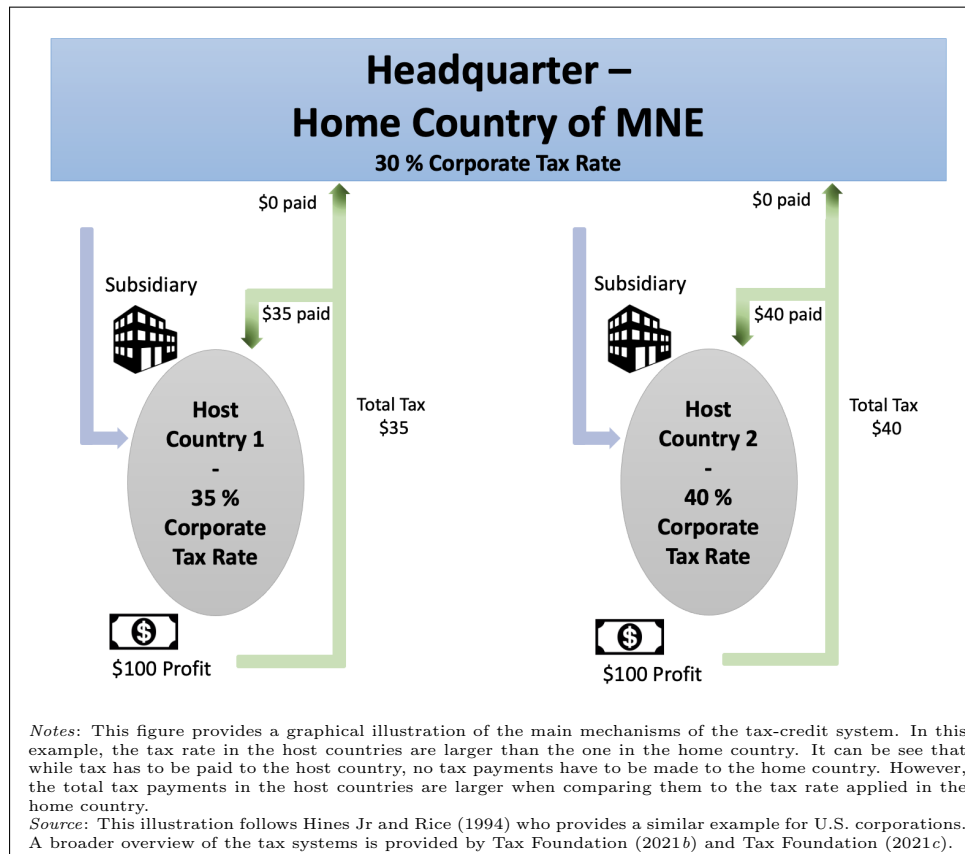 Headquarter –
Home Country of MNE
30 % Corporate Tax Rate
$0 paid
$0 paid
Subsidiary
Subsidiary
$35 paid
$40 paid
Host
Country 1
-
35 %
Corporate
Tax Rate
Total Tax
$35
Host
Country 2
-
40 %
Corporate
Tax Rate
Total Tax
$40
$
$100 Profit
$
$100 Profit
Notes: This figure provides a graphical illustration of the main mechanisms of the tax-credit system. In this
example, the tax rate in the host countries are larger than the one in the home country. It can be see that
while tax has to be paid to the host country, no tax payments have to be made to the home country. However,
the total tax payments in the host countries are larger when comparing them to the tax rate applied in the
home country.
Source: This illustration follows Hines Jr and Rice (1994) who provides a similar example for U.S. corporations.
A broader overview of the tax systems is provided by Tax Foundation (2021b) and Tax Foundation (2021c).